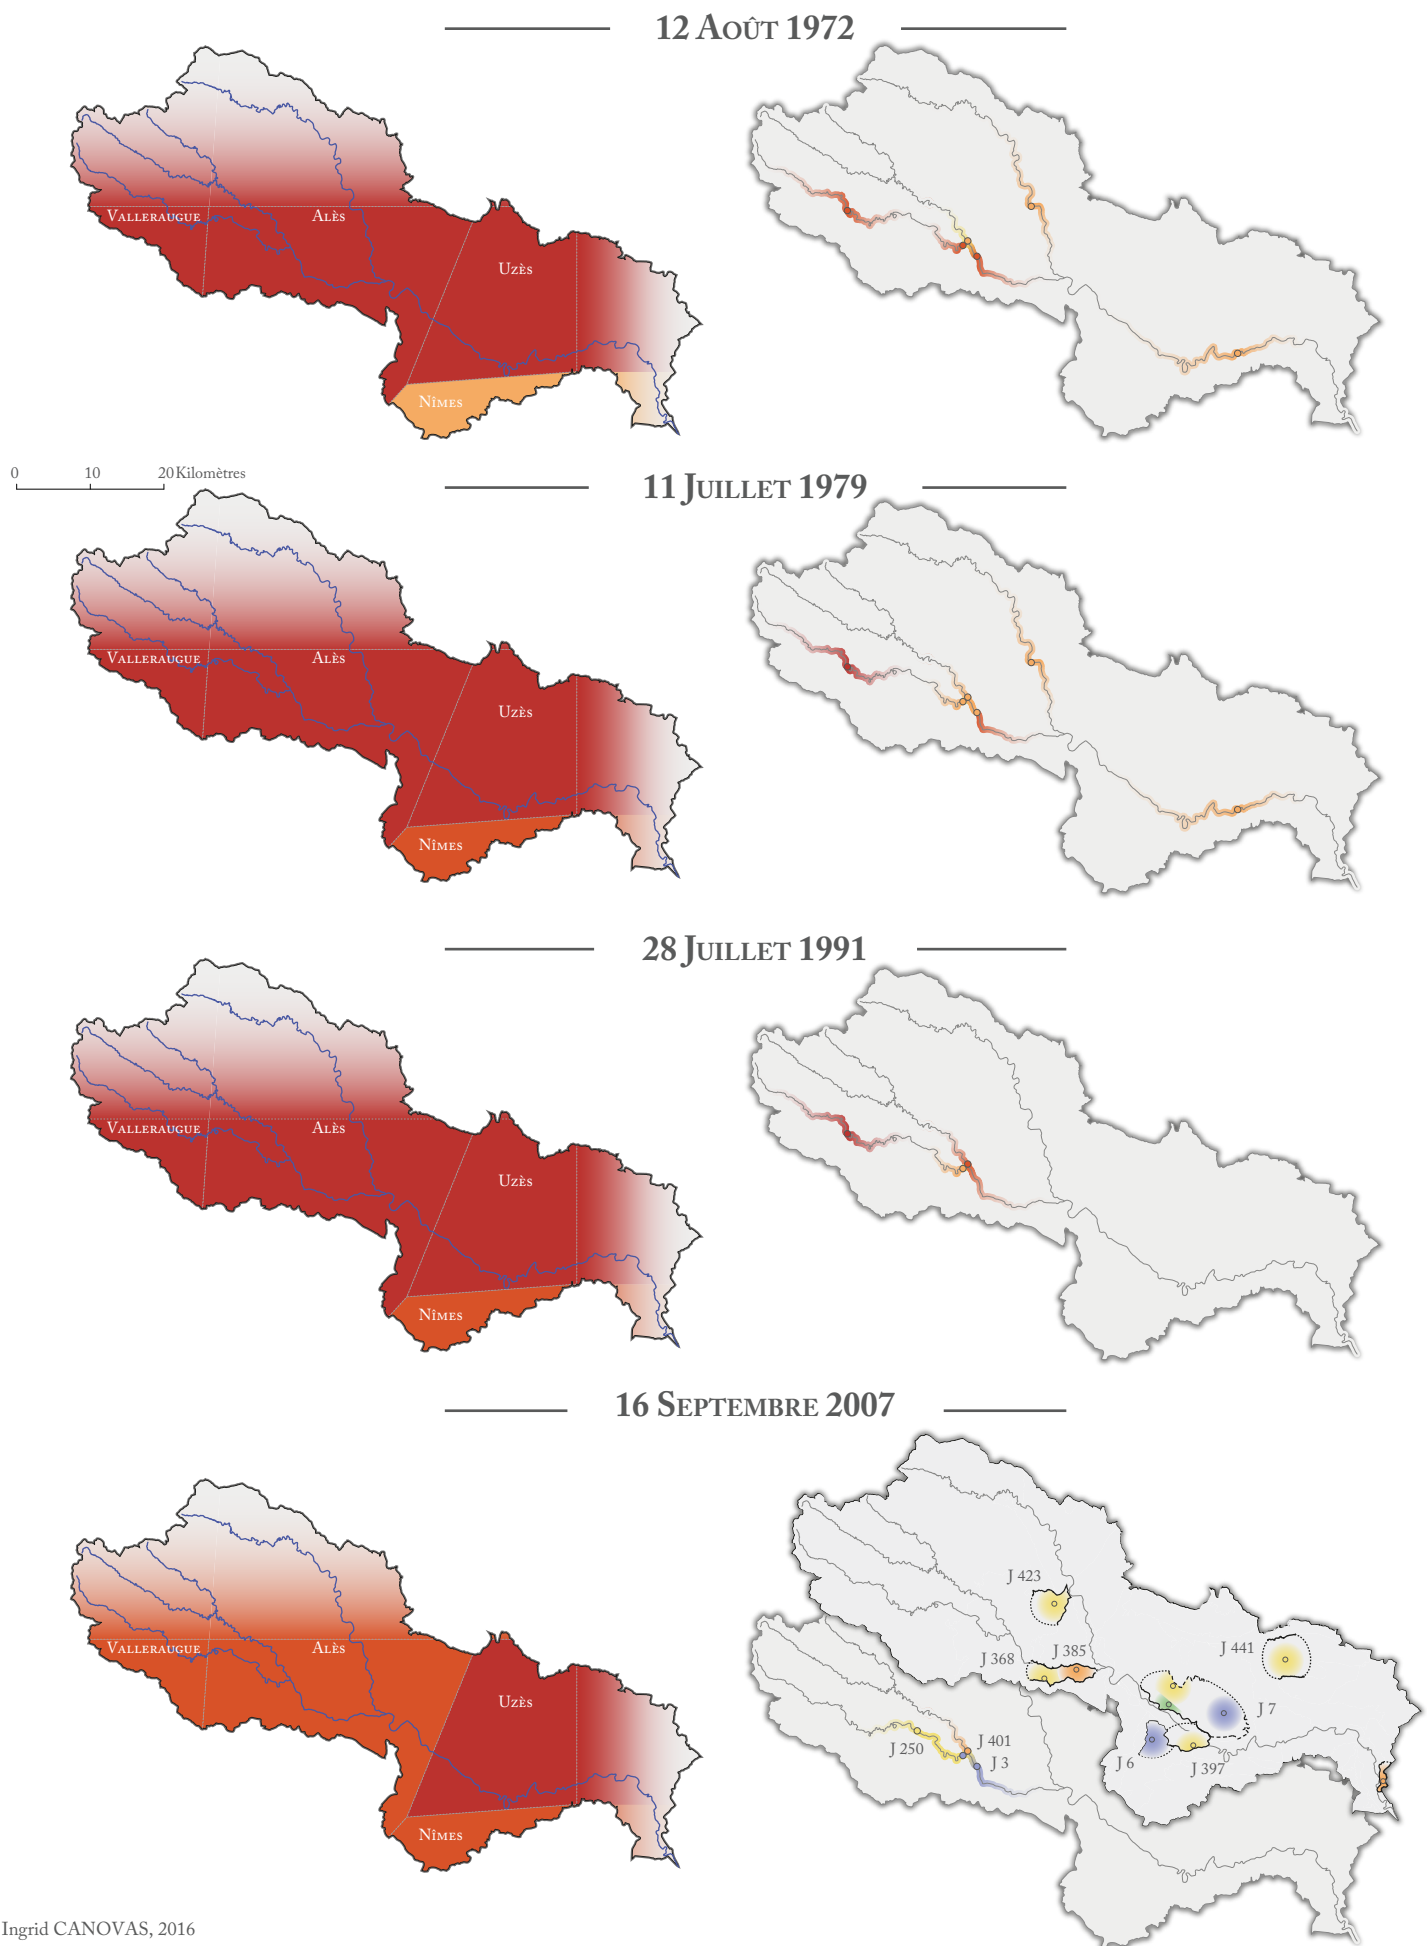 12 Août 1972
Valleraugue
Alès
Uzès
Nîmes
0 10 20 Kilomètres
11 Juillet 1979
Valleraugue
Alès
Uzès
Nîmes
28 Juillet 1991
Valleraugue
Alès
Uzès
Nîmes
16 Septembre 2007
Valleraugue
Alès
Uzès
Nîmes
J 423
J 441
J 385
J 368
J 7
J 250
J 401
J 3
J 6
J 397
Ingrid CANOVAS, 2016